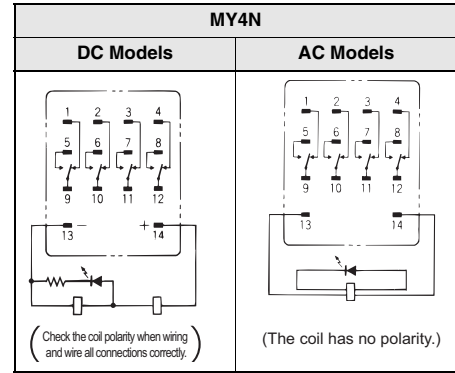 MY4N
DC Models
AC Models
1 2 3 4
5 6 7 8
9 10 11 12
13 − + 14
(Check the coil polarity when wiring
and wire all connections correctly.)
1 2 3 4
5 6 7 8
9 10 11 12
13 14
(The coil has no polarity.)